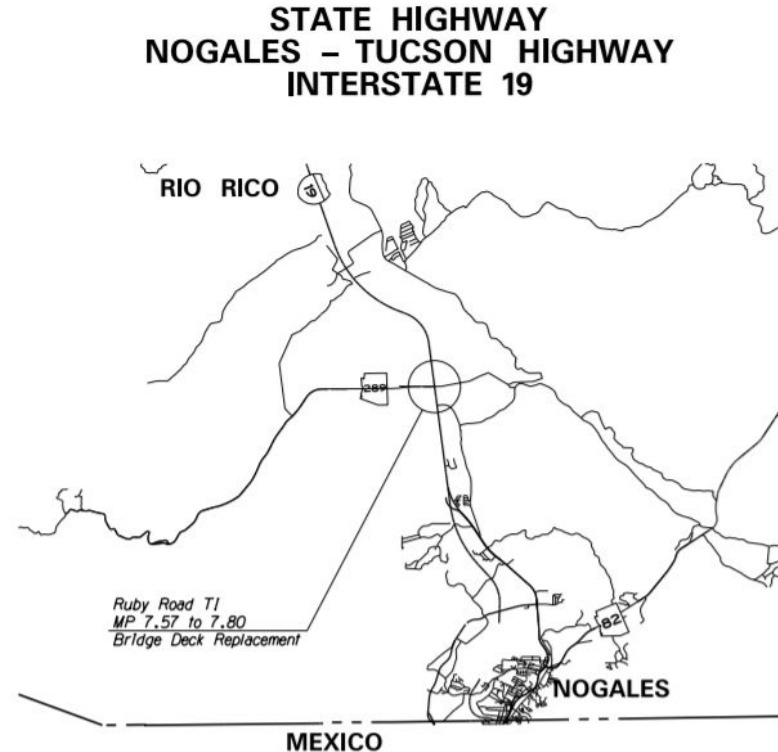 STATE HIGHWAY
NOGALES – TUCSON HIGHWAY
INTERSTATE 19
RIO RICO
19
289
Ruby Road TI
MP 7.57 to 7.80
Bridge Deck Replacement
82
NOGALES
MEXICO